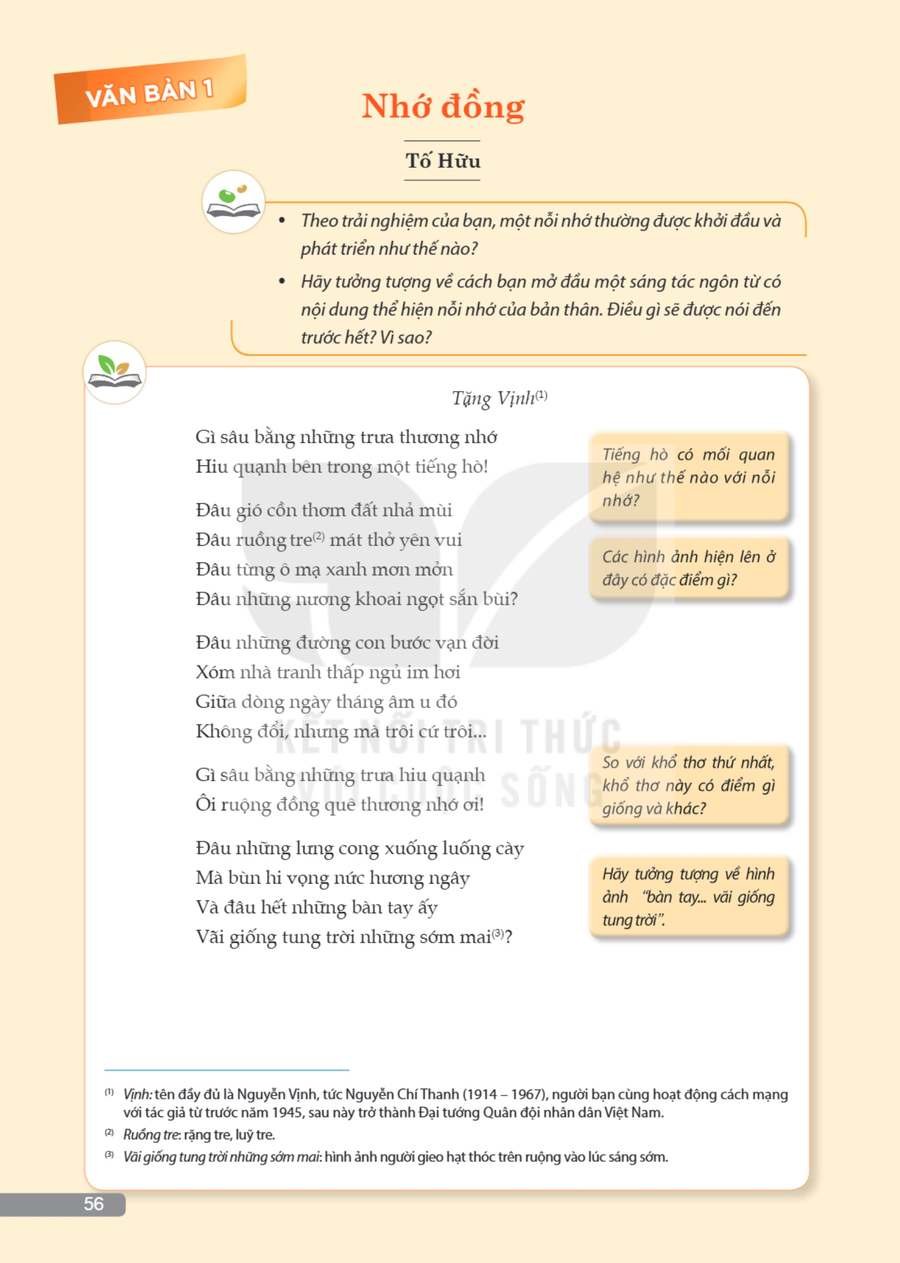 VĂN BẢN 1
Nhớ đồng
Tố Hữu
• Theo trải nghiệm của bạn, một nỗi nhớ thường được khởi đầu và
phát triển như thế nào?
• Hãy tưởng tượng về cách bạn mở đầu một sáng tác ngôn từ có
nội dung thể hiện nỗi nhớ của bản thân. Điều gì sẽ được nói đến
trước hết? Vì sao?
Tặng Vịnh(1)
Gì sâu bằng những trưa thương nhớ
Hiu quạnh bên trong một tiếng hò!
Tiếng hò có mối quan
hệ như thế nào với nỗi
nhớ?
Đâu gió cồn thơm đất nhả mùi
Đâu ruồng tre(2) mát thở yên vui
Đâu từng ô mạ xanh mơn mởn
Đâu những nương khoai ngọt sắn bùi?
Các hình ảnh hiện lên ở
đây có đặc điểm gì?
Đâu những đường con bước vạn đời
Xóm nhà tranh thấp ngủ im hơi
Giữa dòng ngày tháng âm u đó
Không đổi, nhưng mà trôi cứ trôi...
KẾT NỐI TRI THỨC
VỚI CUỘC SỐNG
Gì sâu bằng những trưa hiu quạnh
Ôi ruộng đồng quê thương nhớ ơi!
So với khổ thơ thứ nhất,
khổ thơ này có điểm gì
giống và khác?
Đâu những lưng cong xuống luống cày
Mà bùn hi vọng nức hương ngây
Và đâu hết những bàn tay ấy
Vãi giống tung trời những sớm mai(3)?
Hãy tưởng tượng về hình
ảnh "bàn tay... vãi giống
tung trời".
(1) Vịnh: tên đầy đủ là Nguyễn Vịnh, tức Nguyễn Chí Thanh (1914 – 1967), người bạn cùng hoạt động cách mạng
với tác giả từ trước năm 1945, sau này trở thành Đại tướng Quân đội nhân dân Việt Nam.
(2) Ruồng tre: rặng tre, luỹ tre.
(3) Vãi giống tung trời những sớm mai: hình ảnh người gieo hạt thóc trên ruộng vào lúc sáng sớm.
56